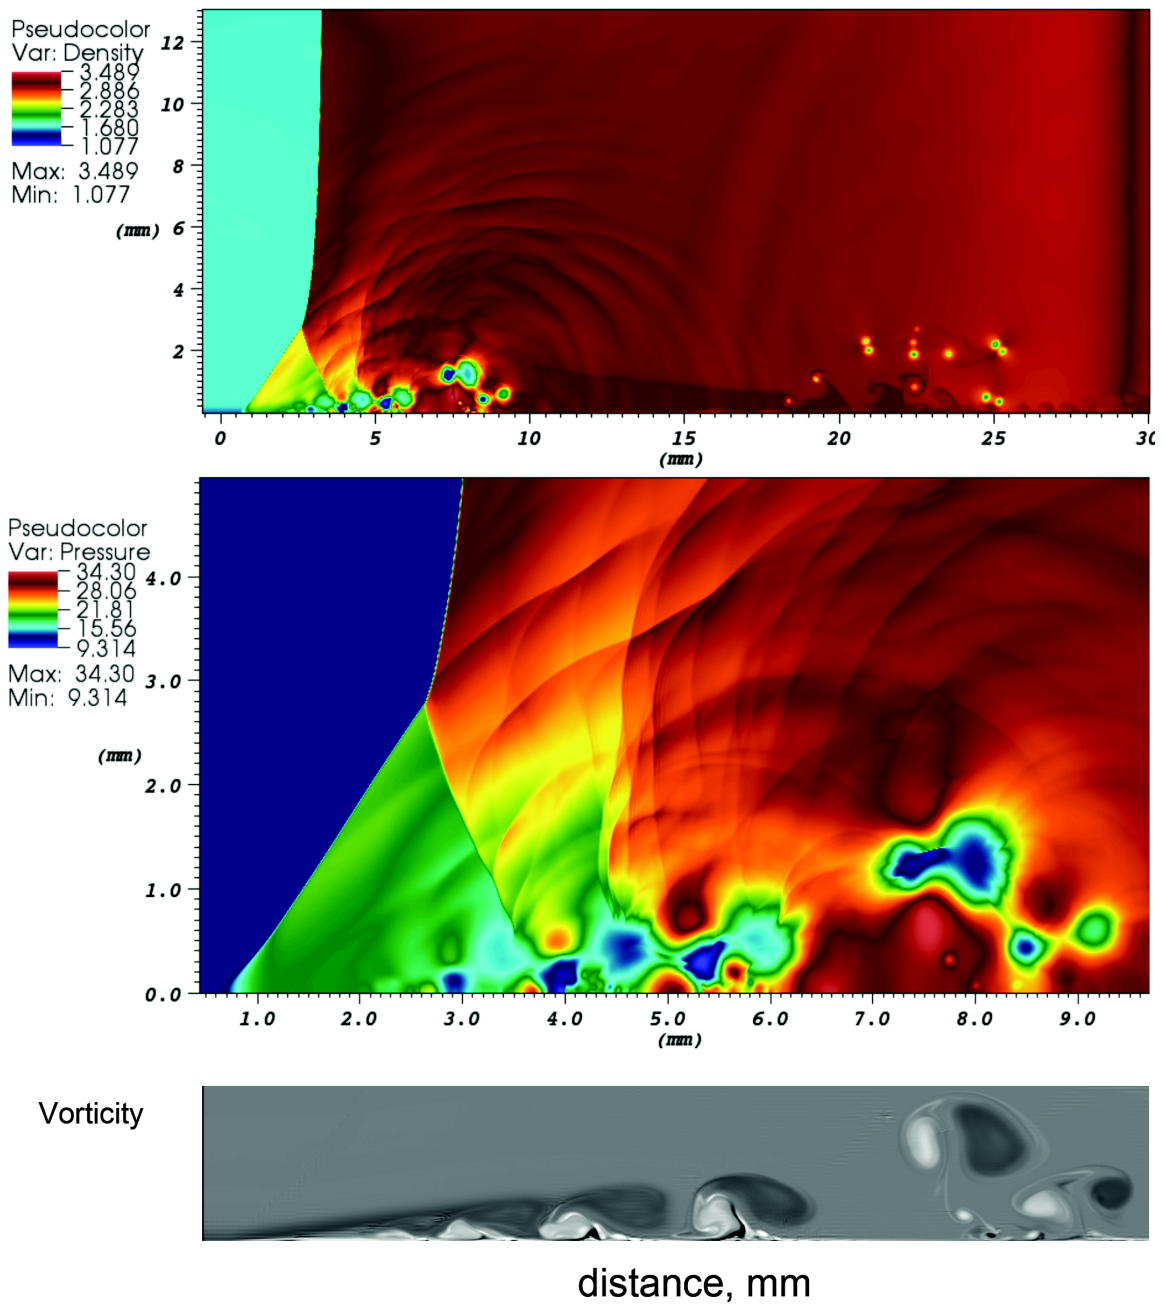 Pseudocolor
Var: Density
3.489
2.886
2.283
1.680
1.077
Max: 3.489
Min: 1.077
(mm)
12
10
8
6
4
2
0 5 10 15 20 25 30
(mm)
Pseudocolor
Var: Pressure
34.30
28.06
21.81
15.56
9.314
Max: 34.30
Min: 9.314
(mm)
4.0
3.0
2.0
1.0
0.0
1.0 2.0 3.0 4.0 5.0 6.0 7.0 8.0 9.0
(mm)
Vorticity
distance, mm